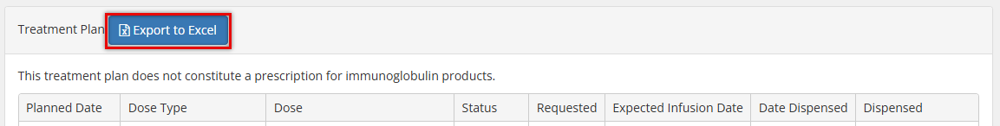 Treatment Plan Export to Excel
This treatment plan does not constitute a prescription for immunoglobulin products.
Planned Date Dose Type Dose Status Requested Expected Infusion Date Date Dispensed Dispensed